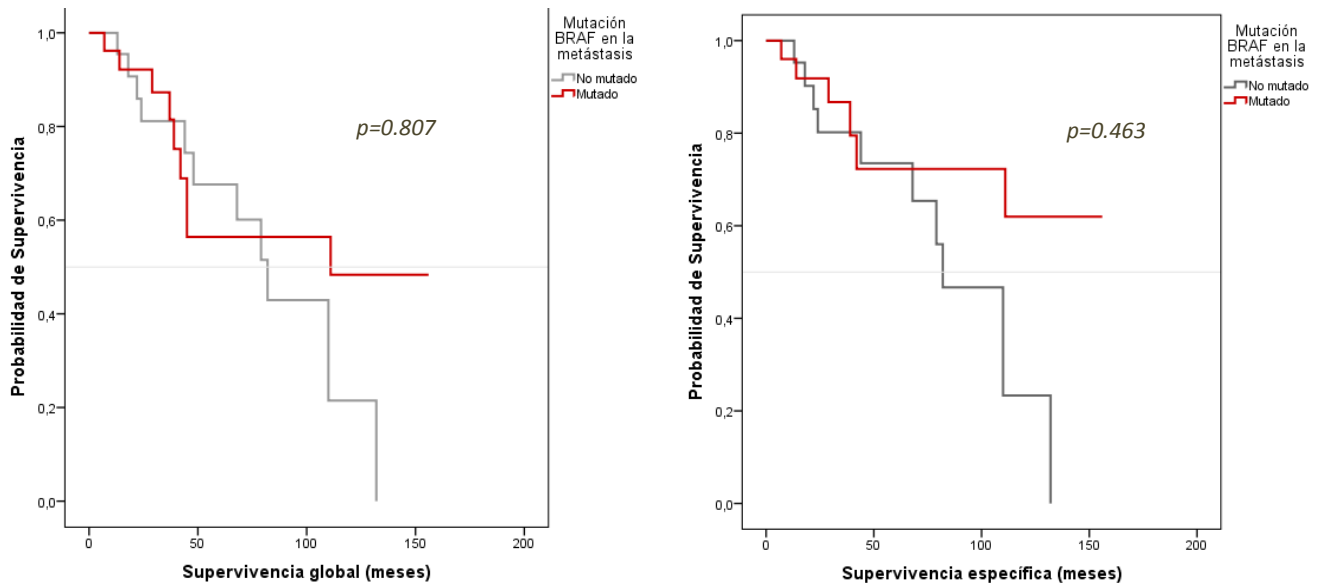 Mutación
BRAF en la
metástasis
No mutado
Mutado
p=0.807
Probabilidad de Supervivencia
1,0
0,8
0,6
0,4
0,2
0,0
0
50
100
150
200
Supervivencia global (meses)
Mutación
BRAF en la
metástasis
No mutado
Mutado
p=0.463
Probabilidad de Supervivencia
1,0
0,8
0,6
0,4
0,2
0,0
0
50
100
150
200
Supervivencia específica (meses)